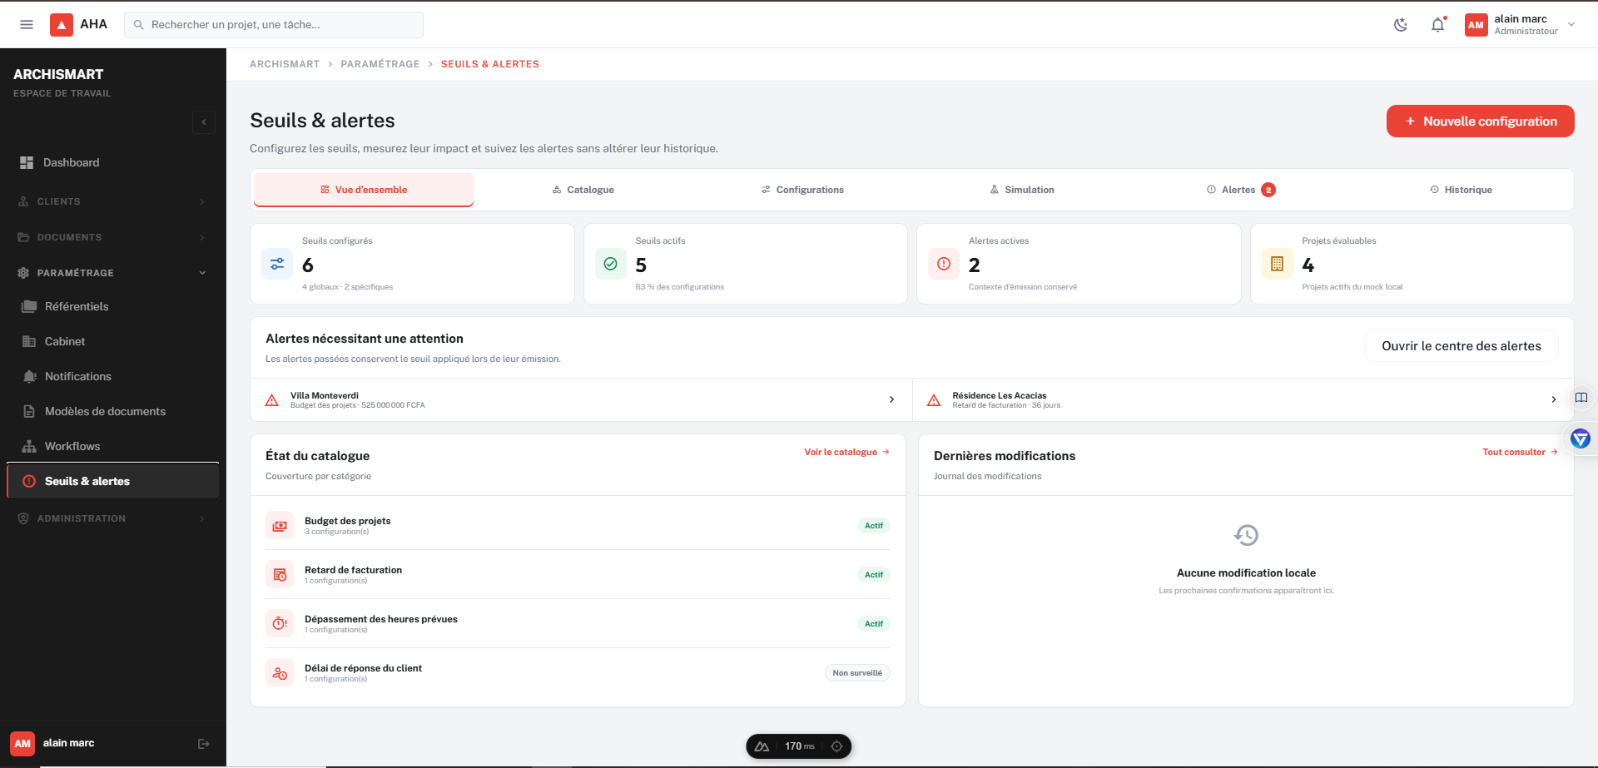 AHA
Rechercher un projet, une tâche...
AM
alain marc
Administrateur
ARCHISMART
ESPACE DE TRAVAIL
Dashboard
CLIENTS
DOCUMENTS
PARAMÉTRAGE
Référentiels
Cabinet
Notifications
Modèles de documents
Workflows
Seuils & alertes
ADMINISTRATION
AM
alain marc
ARCHISMART > PARAMÉTRAGE > SEUILS & ALERTES
Seuils & alertes
Configurez les seuils, mesurez leur impact et suivez les alertes sans altérer leur historique.
+ Nouvelle configuration
Vue d'ensemble
Catalogue
Configurations
Simulation
Alertes 2
Historique
Seuils configurés
6
4 globaux · 2 spécifiques
Seuils actifs
5
83 % des configurations
Alertes actives
2
Contexte d'émission conservé
Projets évaluables
4
Projets actifs du mock local
Alertes nécessitant une attention
Les alertes passées conservent le seuil appliqué lors de leur émission.
Ouvrir le centre des alertes
Villa Monteverdi
Budget des projets · 525 000 000 FCFA
Résidence Les Acacias
Retard de facturation · 36 jours
État du catalogue
Couverture par catégorie
Voir le catalogue →
Budget des projets
3 configuration(s)
Actif
Retard de facturation
1 configuration(s)
Actif
Dépassement des heures prévues
1 configuration(s)
Actif
Délai de réponse du client
1 configuration(s)
Non surveillé
Dernières modifications
Journal des modifications
Tout consulter →
Aucune modification locale
Les prochaines confirmations apparaîtront ici.
170 ms